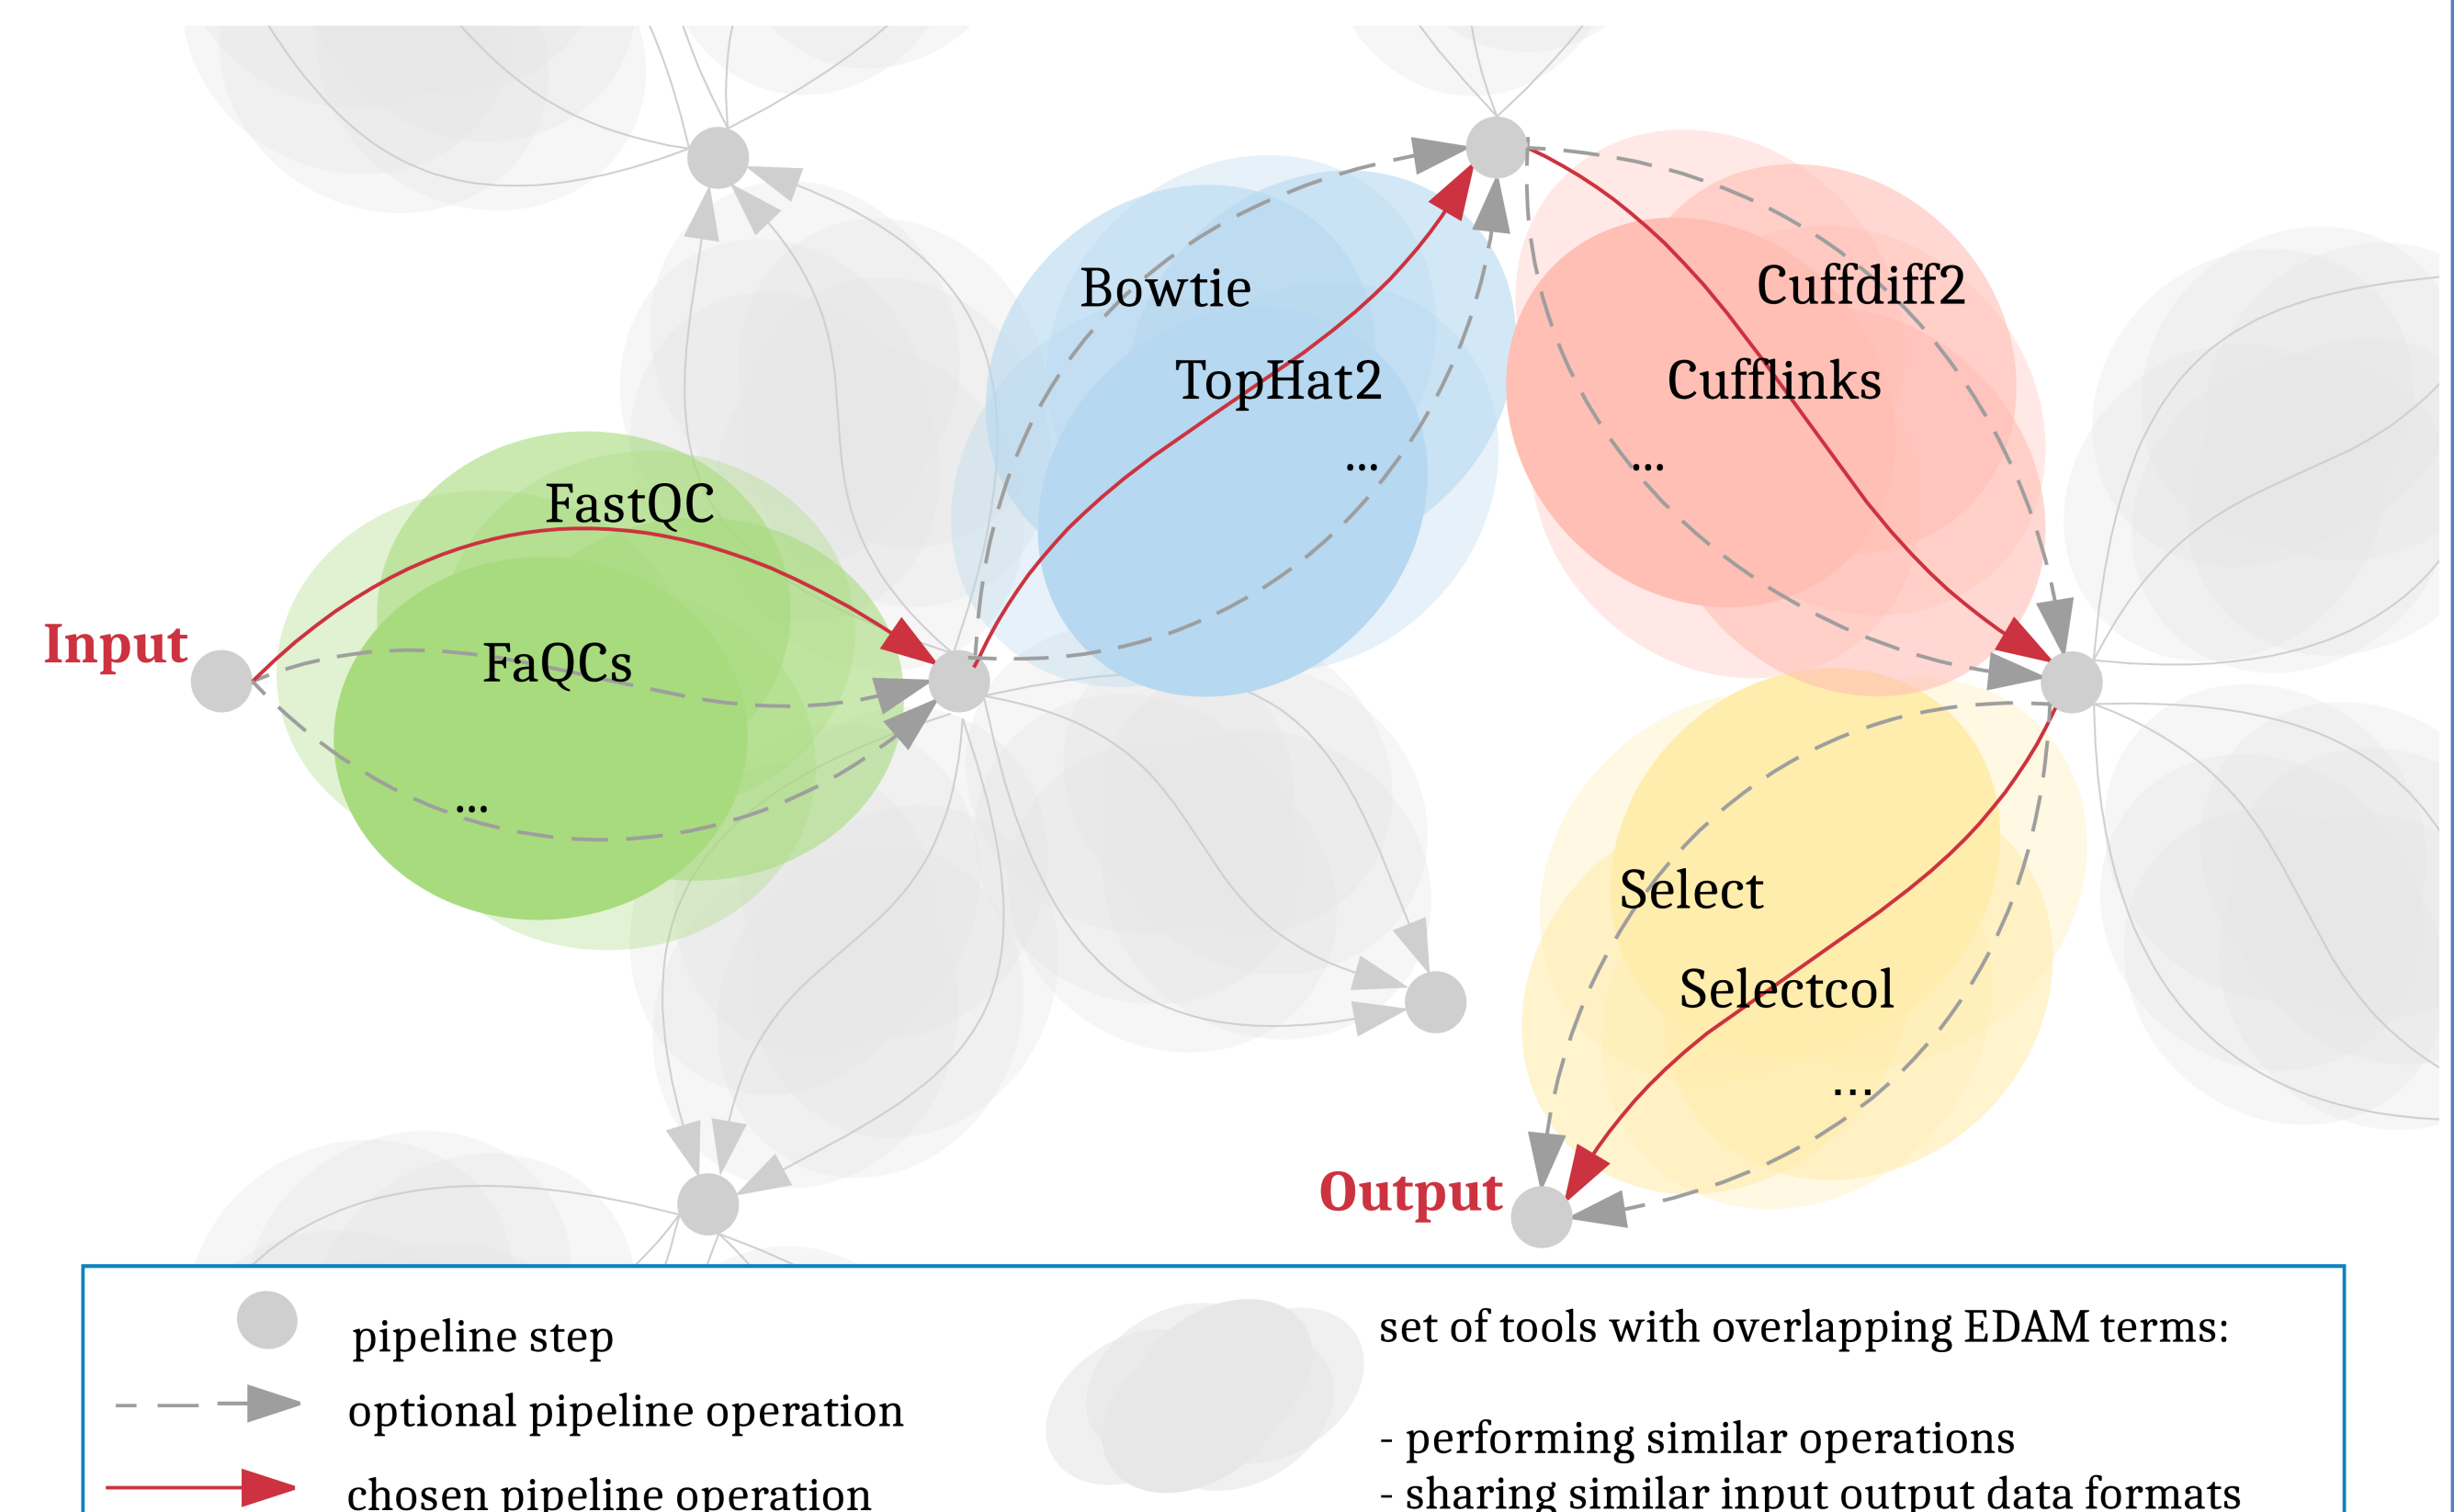 Bowtie
Cuffdiff2
TopHat2
Cufflinks
...
...
FastQC
Input
FaQCs
...
Select
Selectcol
...
Output
pipeline step
optional pipeline operation
chosen pipeline operation
set of tools with overlapping EDAM terms:
- performing similar operations
- sharing similar input output data formats